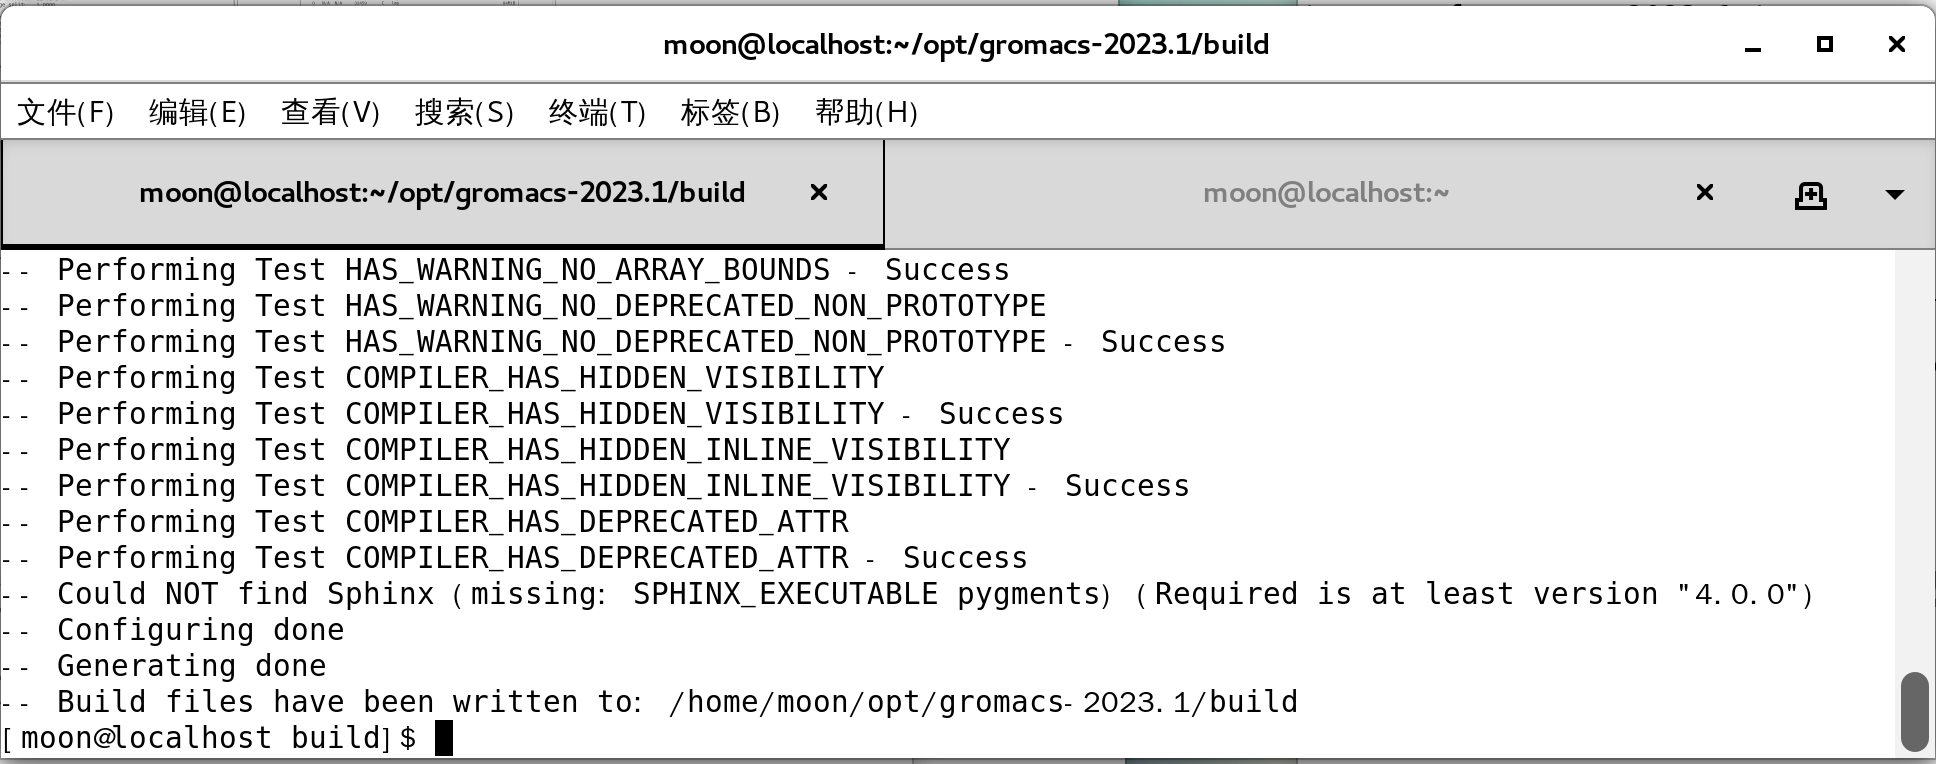 moon@localhost:~/opt/gromacs-2023.1/build
文件(F) 编辑(E) 查看(V) 搜索(S) 终端(T) 标签(B) 帮助(H)
moon@localhost:~/opt/gromacs-2023.1/build moon@localhost:~
-- Performing Test HAS_WARNING_NO_ARRAY_BOUNDS - Success
-- Performing Test HAS_WARNING_NO_DEPRECATED_NON_PROTOTYPE
-- Performing Test HAS_WARNING_NO_DEPRECATED_NON_PROTOTYPE - Success
-- Performing Test COMPILER_HAS_HIDDEN_VISIBILITY
-- Performing Test COMPILER_HAS_HIDDEN_VISIBILITY - Success
-- Performing Test COMPILER_HAS_HIDDEN_INLINE_VISIBILITY
-- Performing Test COMPILER_HAS_HIDDEN_INLINE_VISIBILITY - Success
-- Performing Test COMPILER_HAS_DEPRECATED_ATTR
-- Performing Test COMPILER_HAS_DEPRECATED_ATTR - Success
-- Could NOT find Sphinx (missing: SPHINX_EXECUTABLE pygments) (Required is at least version "4.0.0")
-- Configuring done
-- Generating done
-- Build files have been written to: /home/moon/opt/gromacs-2023.1/build
[moon@localhost build]$